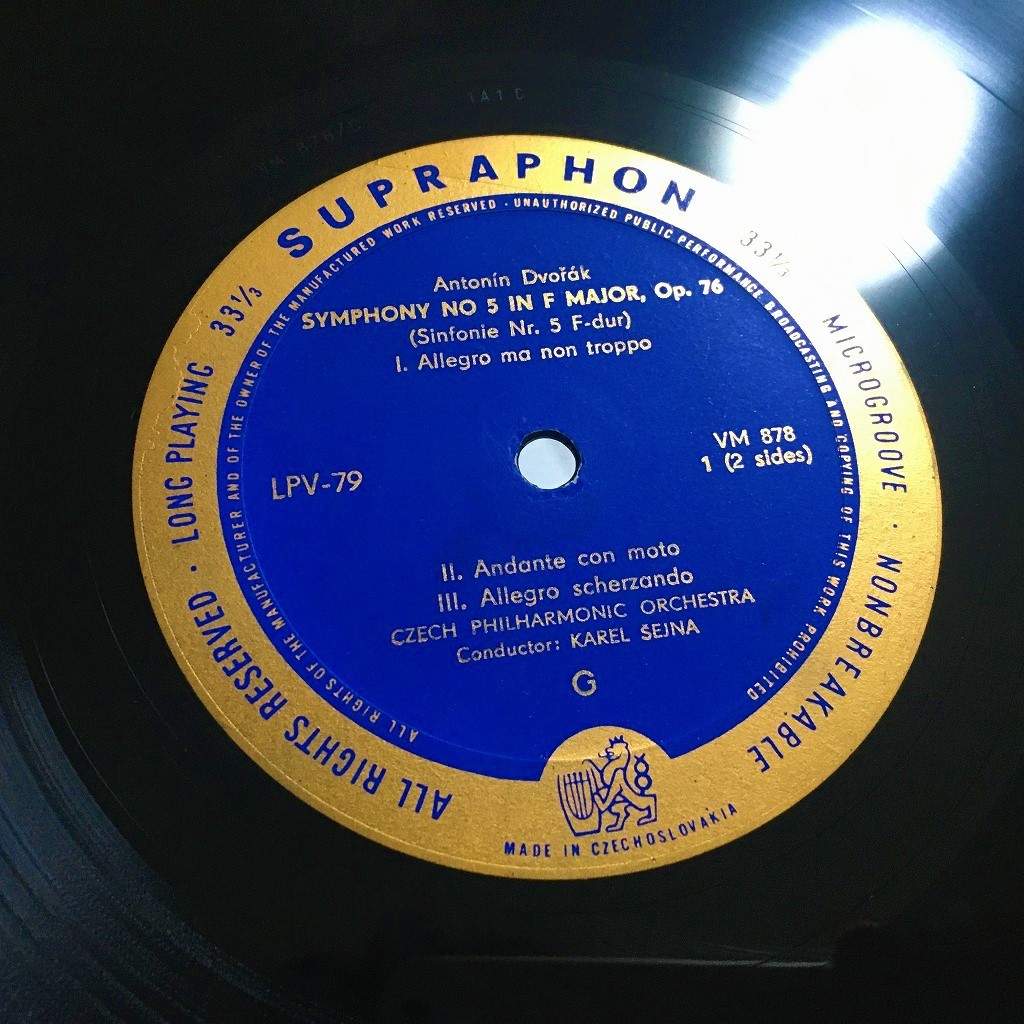 1A1 C
SUPRAPHON
33⅓
MICROGROOVE · NONBREAKABLE
ALL RIGHTS RESERVED · LONG PLAYING 33⅓
ALL RIGHTS OF THE MANUFACTURER AND OF THE OWNER OF THE MANUFACTURED WORK RESERVED · UNAUTHORIZED PUBLIC PERFORMANCE BROADCASTING AND COPYING OF THIS WORK PROHIBITED
Antonín Dvořák
SYMPHONY NO 5 IN F MAJOR, Op. 76
(Sinfonie Nr. 5 F-dur)
I. Allegro ma non troppo
VM 878
LPV-79 1 (2 sides)
II. Andante con moto
III. Allegro scherzando
CZECH PHILHARMONIC ORCHESTRA
Conductor: KAREL ŠEJNA
G
MADE IN CZECHOSLOVAKIA